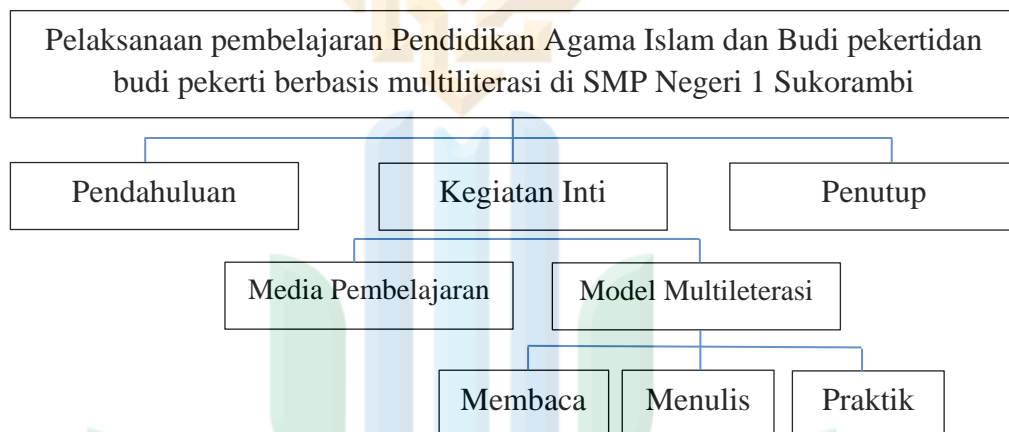 Pelaksanaan pembelajaran Pendidikan Agama Islam dan Budi pekertidan
budi pekerti berbasis multiliterasi di SMP Negeri 1 Sukorambi
Pendahuluan
Kegiatan Inti
Penutup
Media Pembelajaran
Model Multileterasi
Membaca
Menulis
Praktik